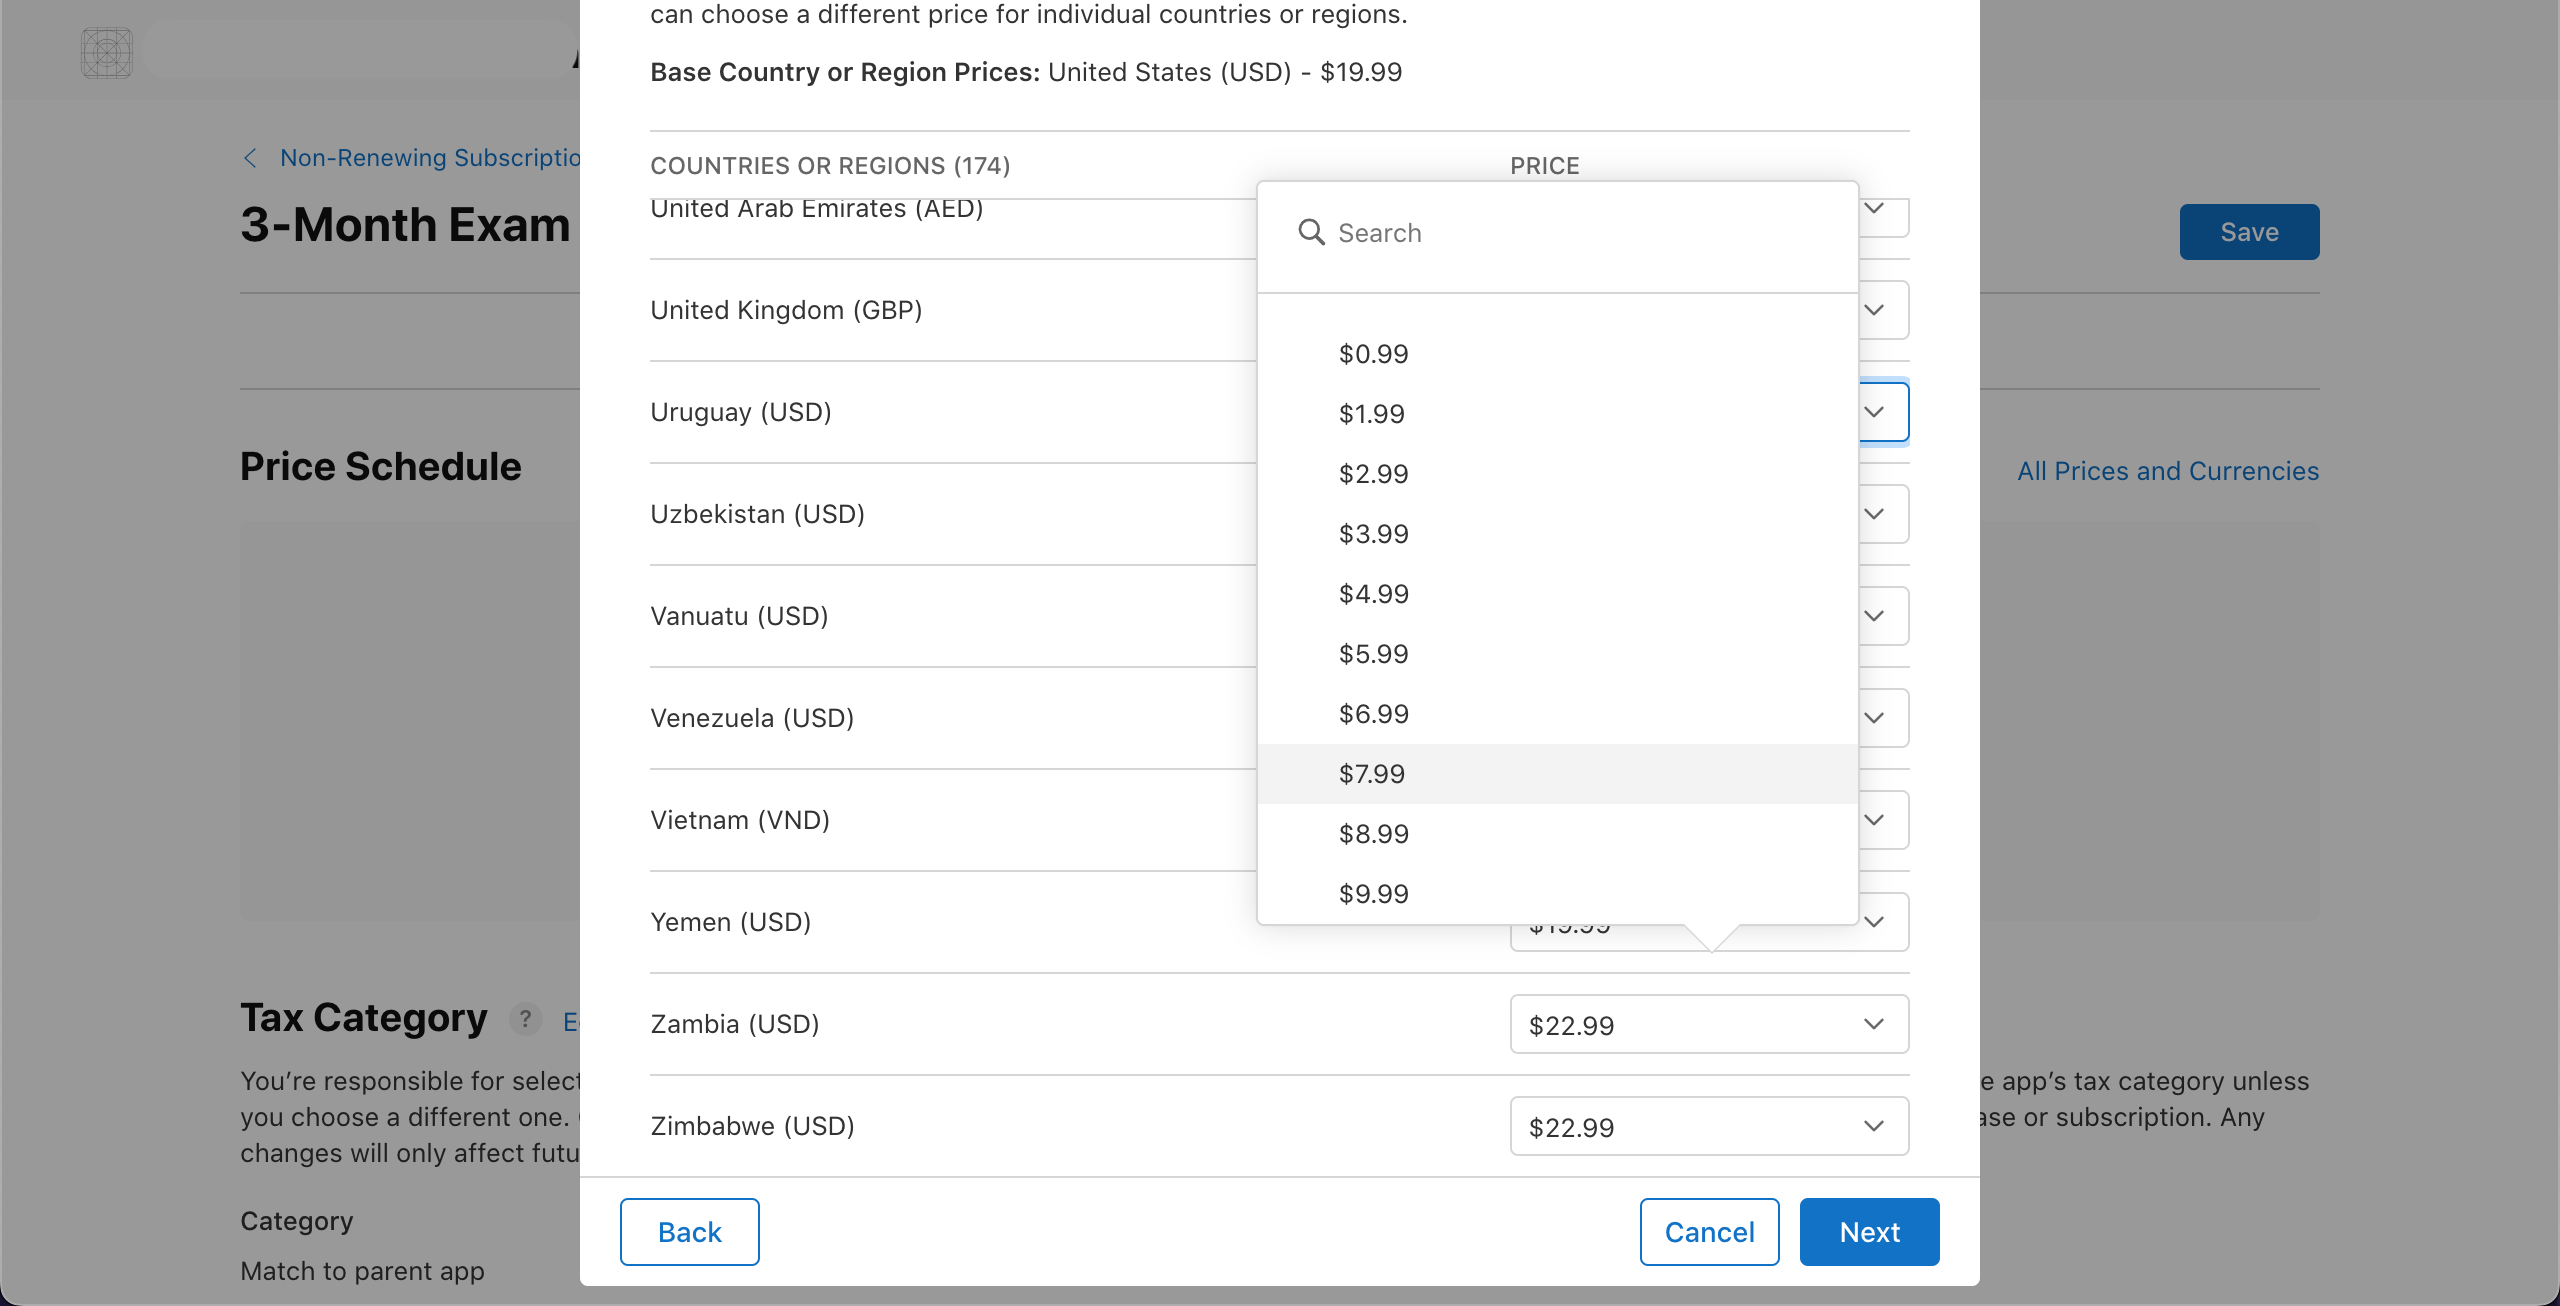 can choose a different price for individual countries or regions.
Base Country or Region Prices: United States (USD) - $19.99
Non-Renewing Subscriptio
3-Month Exam
Save
COUNTRIES OR REGIONS (174)
PRICE
United Arab Emirates (AED)
Search
United Kingdom (GBP)
$0.99
Uruguay (USD)
$1.99
Price Schedule
All Prices and Currencies
$2.99
Uzbekistan (USD)
$3.99
$4.99
Vanuatu (USD)
$5.99
Venezuela (USD)
$6.99
$7.99
Vietnam (VND)
$8.99
$9.99
Yemen (USD)
$19.99
Tax Category ?
Zambia (USD)
$22.99
You’re responsible for select
e app’s tax category unless
you choose a different one.
ase or subscription. Any
Zimbabwe (USD)
$22.99
changes will only affect futu
Category
Back
Cancel
Next
Match to parent app